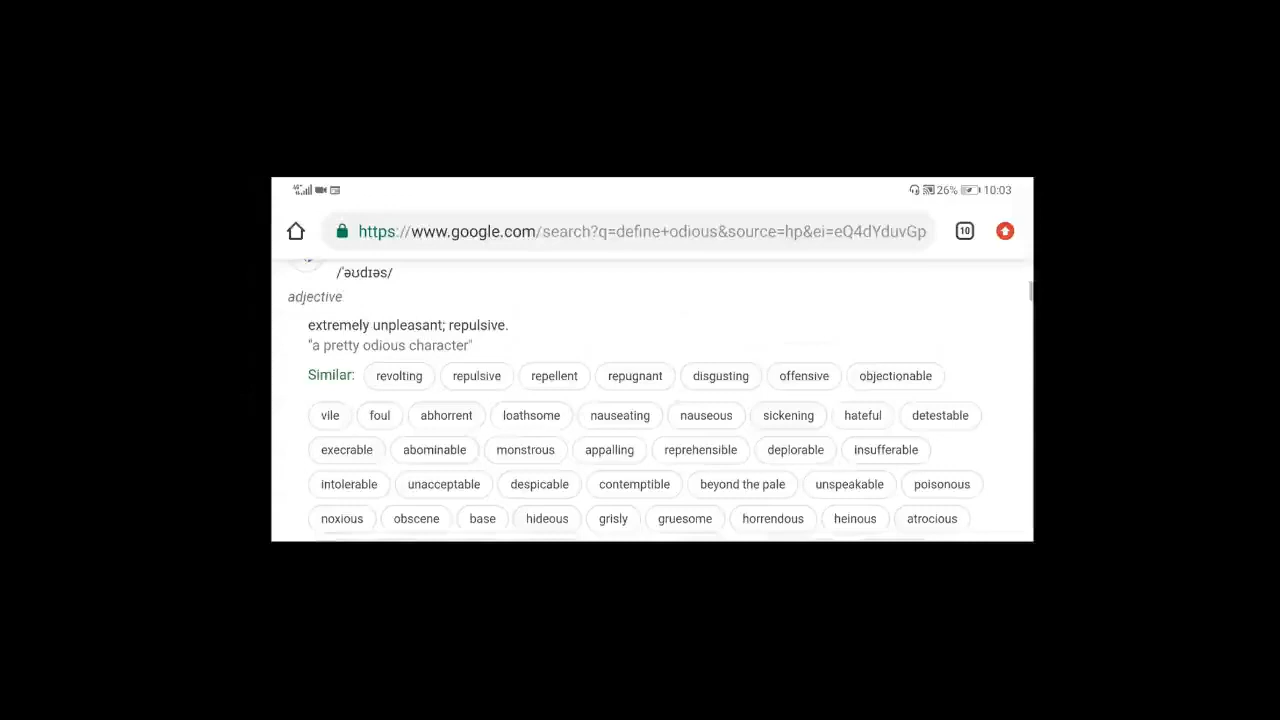 26% 10:03
https://www.google.com/search?q=define+odious&source=hp&ei=eQ4dYduvGp
10
/ˈəʊdɪəs/
adjective
extremely unpleasant; repulsive.
"a pretty odious character"
Similar: revolting repulsive repellent repugnant disgusting offensive objectionable
vile foul abhorrent loathsome nauseating nauseous sickening hateful detestable
execrable abominable monstrous appalling reprehensible deplorable insufferable
intolerable unacceptable despicable contemptible beyond the pale unspeakable poisonous
noxious obscene base hideous grisly gruesome horrendous heinous atrocious